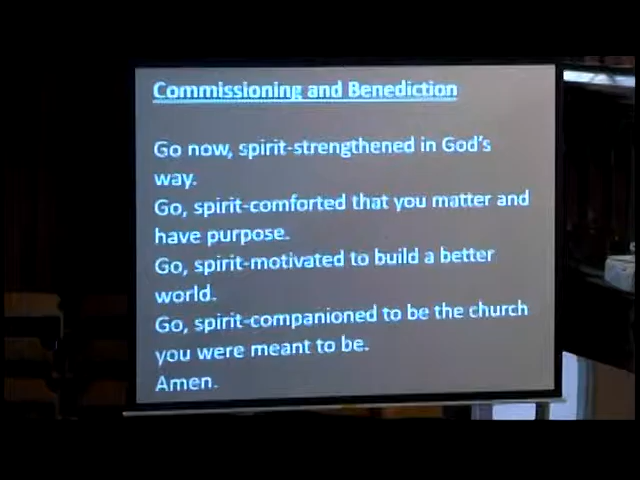 Commissioning and Benediction
Go now, spirit-strengthened in God's
way.
Go, spirit-comforted that you matter and
have purpose.
Go, spirit-motivated to build a better
world.
Go, spirit-companioned to be the church
you were meant to be.
Amen.